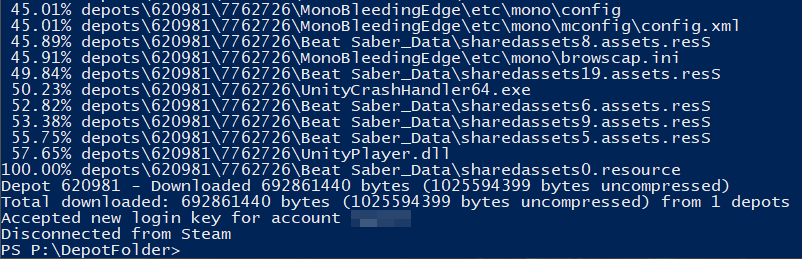 45.01% depots\620981\7762726\MonoBleedingEdge\etc\mono\config
45.01% depots\620981\7762726\MonoBleedingEdge\etc\mono\mconfig\config.xml
45.89% depots\620981\7762726\Beat Saber_Data\sharedassets8.assets.resS
45.91% depots\620981\7762726\MonoBleedingEdge\etc\mono\browscap.ini
49.84% depots\620981\7762726\Beat Saber_Data\sharedassets19.assets.resS
50.23% depots\620981\7762726\UnityCrashHandler64.exe
52.82% depots\620981\7762726\Beat Saber_Data\sharedassets6.assets.resS
53.38% depots\620981\7762726\Beat Saber_Data\sharedassets9.assets.resS
55.75% depots\620981\7762726\Beat Saber_Data\sharedassets5.assets.resS
57.65% depots\620981\7762726\UnityPlayer.dll
100.00% depots\620981\7762726\Beat Saber_Data\sharedassets0.resource
Depot 620981 - Downloaded 692861440 bytes (1025594399 bytes uncompressed)
Total downloaded: 692861440 bytes (1025594399 bytes uncompressed) from 1 depots
Accepted new login key for account
Disconnected from Steam
PS P:\DepotFolder>